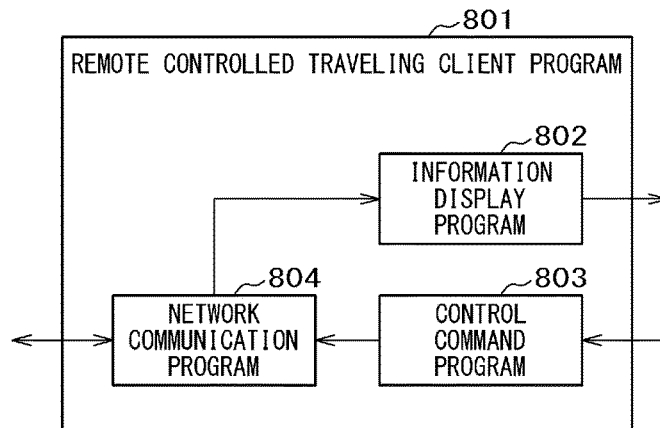 801
REMOTE CONTROLLED TRAVELING CLIENT PROGRAM
802
INFORMATION
DISPLAY
PROGRAM
804
NETWORK
COMMUNICATION
PROGRAM
803
CONTROL
COMMAND
PROGRAM